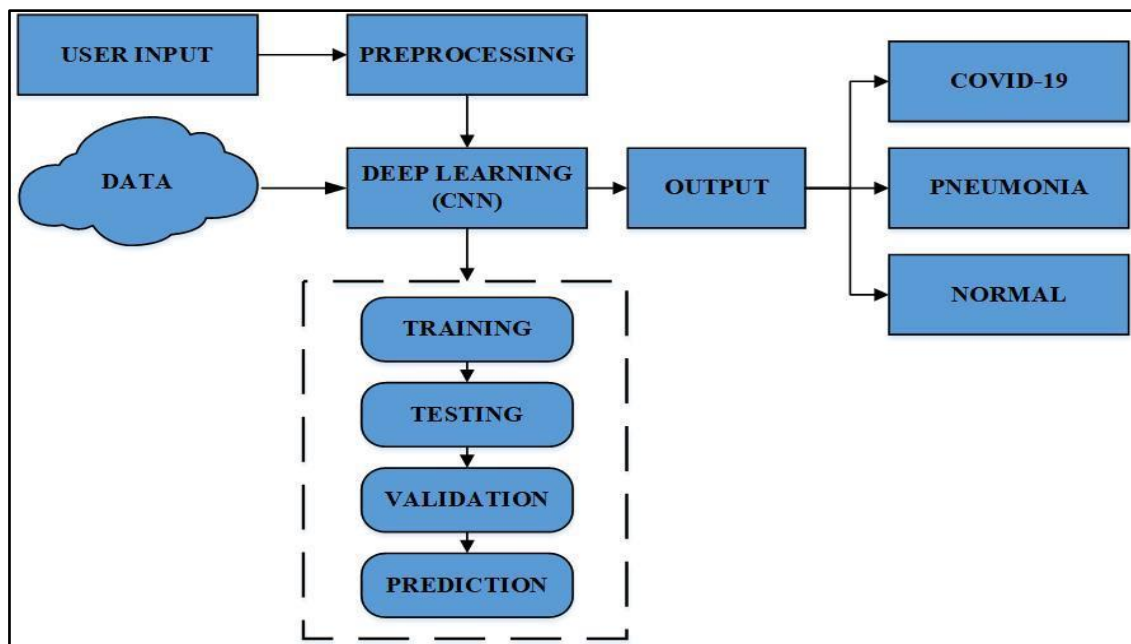 USER INPUT
PREPROCESSING
COVID-19
DATA
DEEP LEARNING
(CNN)
OUTPUT
PNEUMONIA
NORMAL
TRAINING
TESTING
VALIDATION
PREDICTION